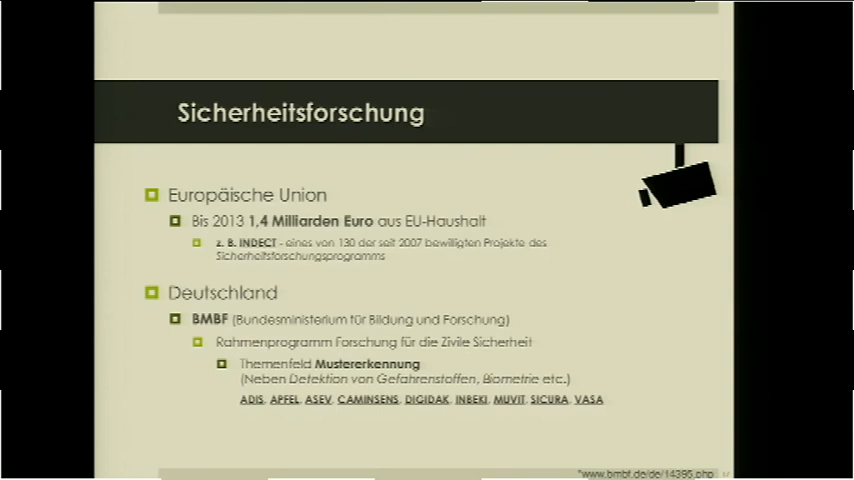 Sicherheitsforschung
Europäische Union
Bis 2013 1,4 Milliarden Euro aus EU-Haushalt
z. B. INDECT - eines von 130 der seit 2007 bewilligten Projekte des
Sicherheitsforschungsprogramms
Deutschland
BMBF (Bundesministerium für Bildung und Forschung)
Rahmenprogramm Forschung für die Zivile Sicherheit
Themenfeld Mustererkennung
(Neben Detektion von Gefahrenstoffen, Biometrie etc.)
ADIS, APFEL, ASEV, CAMINSENS, DIGIDAK, INBEKI, MUVIT, SICURA, VASA
*www.bmbf.de/de/14395.php